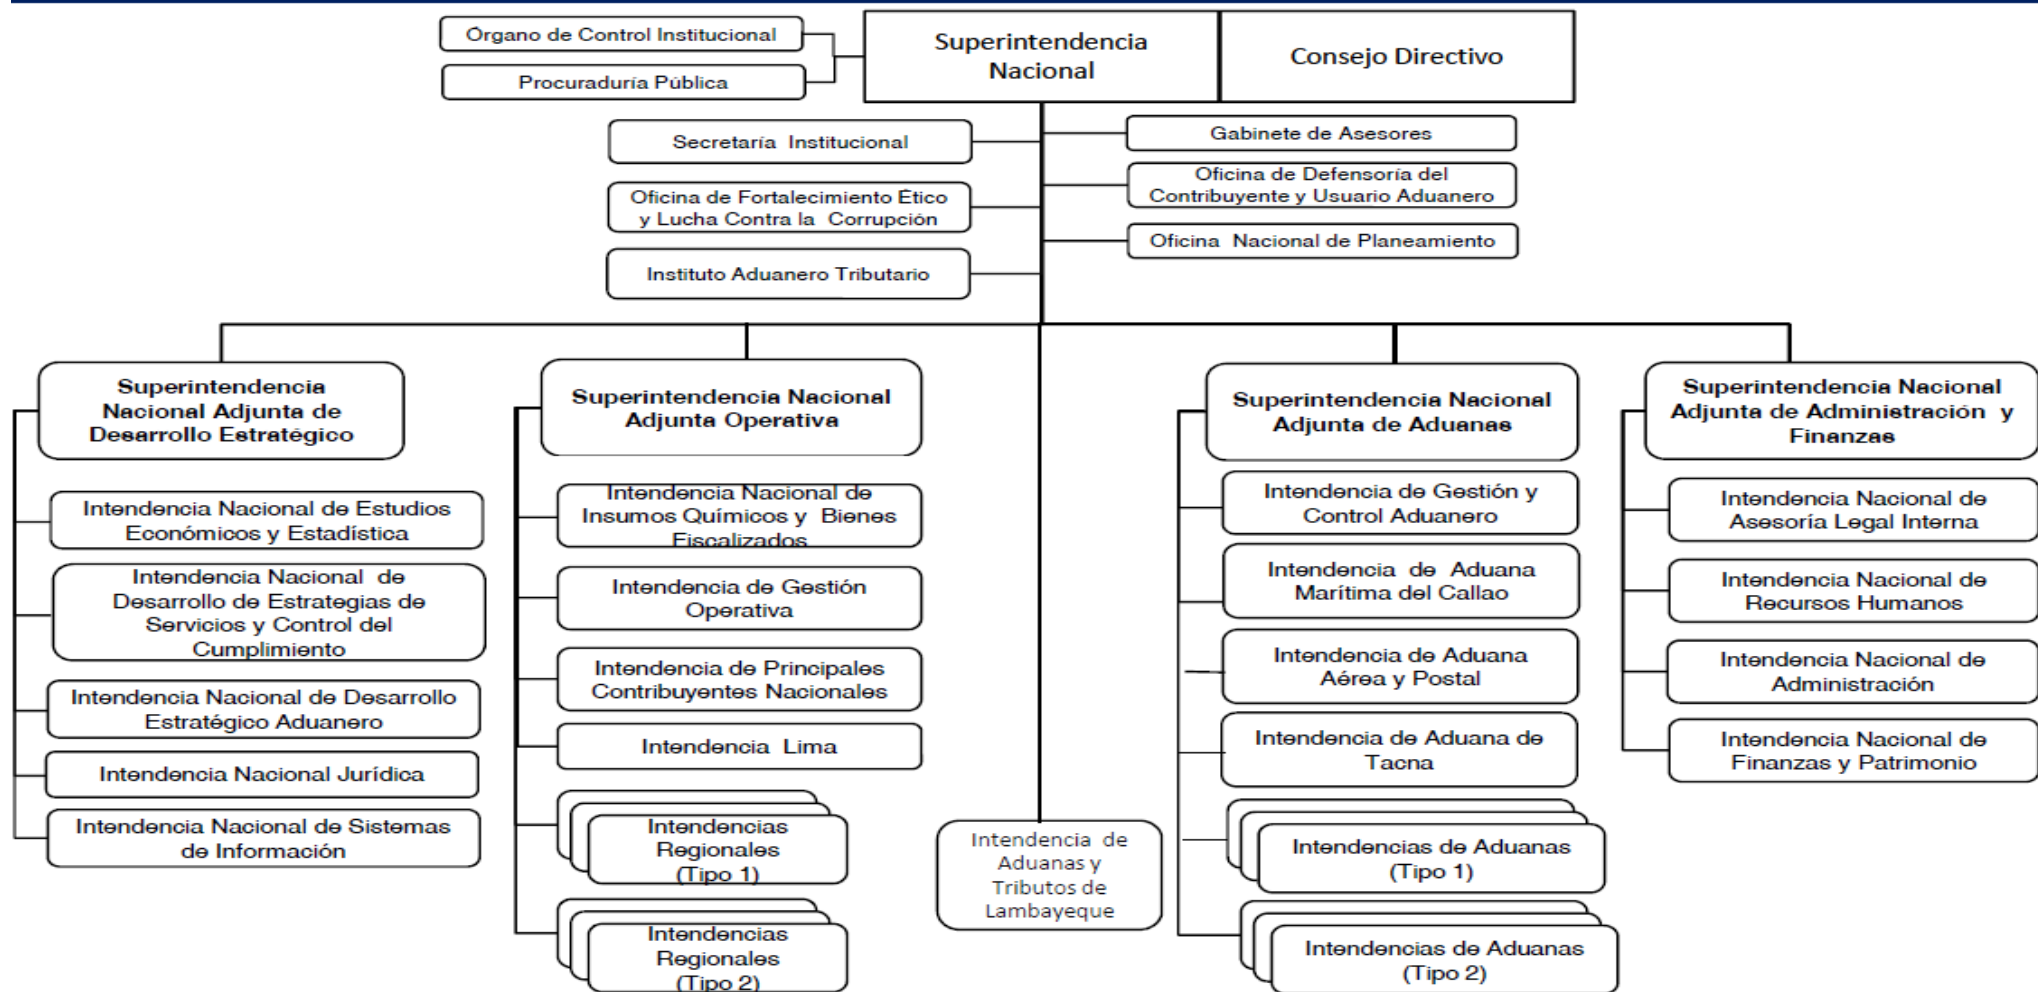 Órgano de Control Institucional
Procuraduría Pública
Superintendencia
Nacional
Consejo Directivo
Secretaría Institucional
Gabinete de Asesores
Oficina de Defensoría del
Contribuyente y Usuario Aduanero
Oficina de Fortalecimiento Ético
y Lucha Contra la Corrupción
Oficina Nacional de Planeamiento
Instituto Aduanero Tributario
Superintendencia
Nacional Adjunta de
Desarrollo Estratégico
Intendencia Nacional de Estudios
Económicos y Estadística
Intendencia Nacional de
Desarrollo de Estrategias de
Servicios y Control del
Cumplimiento
Intendencia Nacional de Desarrollo
Estratégico Aduanero
Intendencia Nacional Jurídica
Intendencia Nacional de Sistemas
de Información
Superintendencia Nacional
Adjunta Operativa
Intendencia Nacional de
Insumos Químicos y Bienes
Fiscalizados
Intendencia de Gestión
Operativa
Intendencia de Principales
Contribuyentes Nacionales
Intendencia Lima
Intendencias
Regionales
(Tipo 1)
Intendencias
Regionales
(Tipo 2)
Intendencia de
Aduanas y
Tributos de
Lambayeque
Superintendencia Nacional
Adjunta de Aduanas
Intendencia de Gestión y
Control Aduanero
Intendencia de Aduana
Marítima del Callao
Intendencia de Aduana
Aérea y Postal
Intendencia de Aduana de
Tacna
Intendencias de Aduanas
(Tipo 1)
Intendencias de Aduanas
(Tipo 2)
Superintendencia Nacional
Adjunta de Administración y
Finanzas
Intendencia Nacional de
Asesoría Legal Interna
Intendencia Nacional de
Recursos Humanos
Intendencia Nacional de
Administración
Intendencia Nacional de
Finanzas y Patrimonio